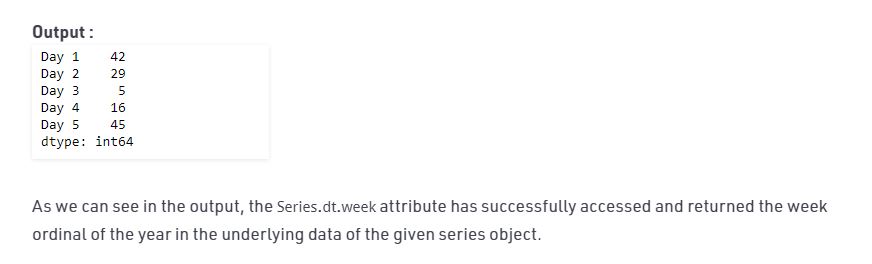 Output :
Day 1    42
Day 2    29
Day 3     5
Day 4    16
Day 5    45
dtype: int64
As we can see in the output, the Series.dt.week attribute has successfully accessed and returned the week
ordinal of the year in the underlying data of the given series object.